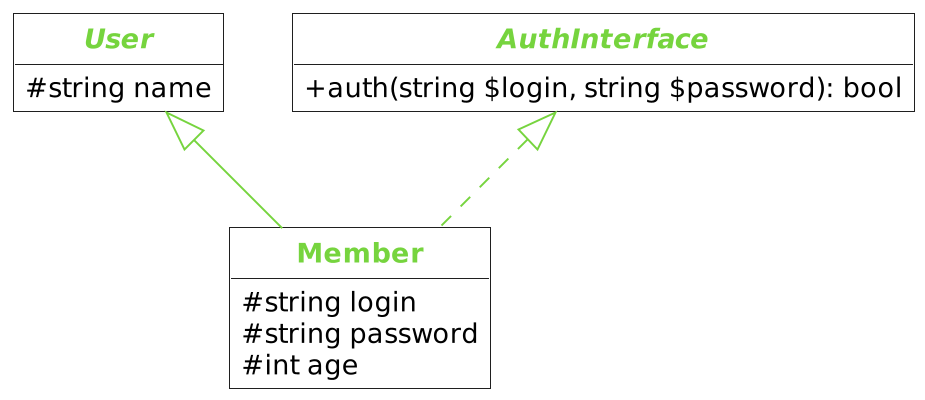 User
#string name
AuthInterface
+auth(string $login, string $password): bool
Member
#string login
#string password
#int age